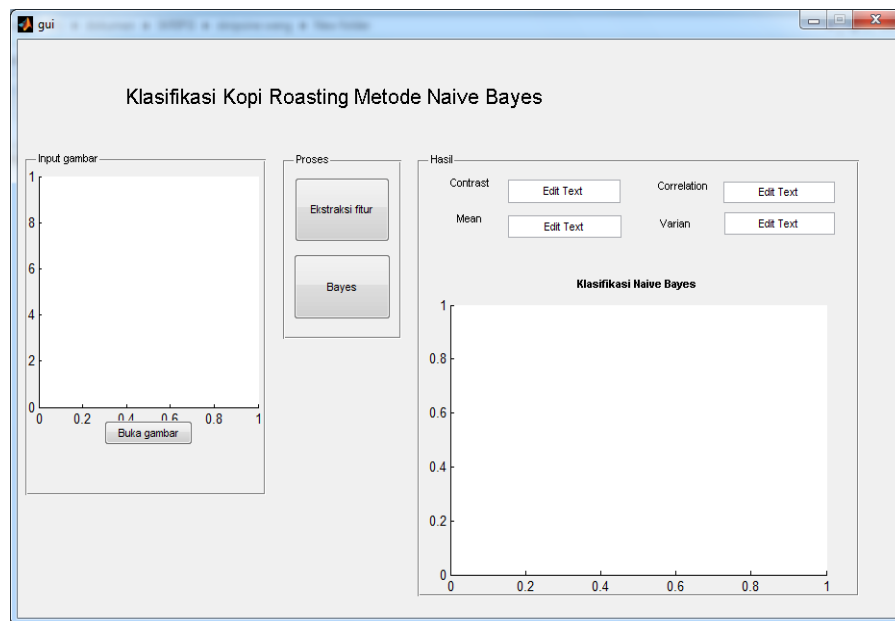 gui
Klasifikasi Kopi Roasting Metode Naive Bayes
Input gambar
1
8
6
4
2
0
0 0.2 0.4 0.6 0.8 1
Buka gambar
Proses
Ekstraksi fitur
Bayes
Hasil
Contrast Edit Text Correlation Edit Text
Mean Edit Text Varian Edit Text
Klasifikasi Naive Bayes
1
0.8
0.6
0.4
0.2
0
0 0.2 0.4 0.6 0.8 1